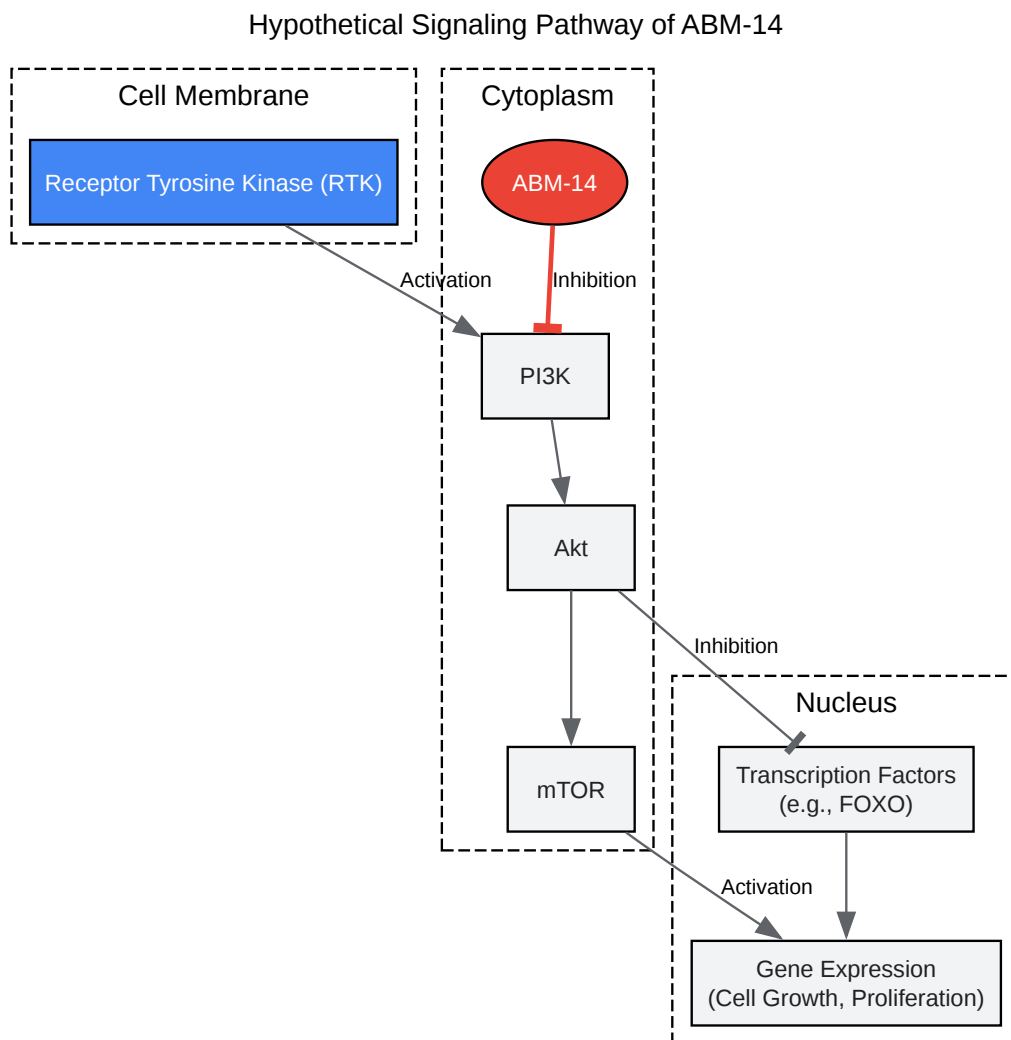 Hypothetical Signaling Pathway of ABM-14
Cell Membrane
Cytoplasm
Receptor Tyrosine Kinase (RTK)
ABM-14
Activation
Inhibition
PI3K
Akt
Inhibition
Nucleus
mTOR
Transcription Factors
(e.g., FOXO)
Activation
Gene Expression
(Cell Growth, Proliferation)